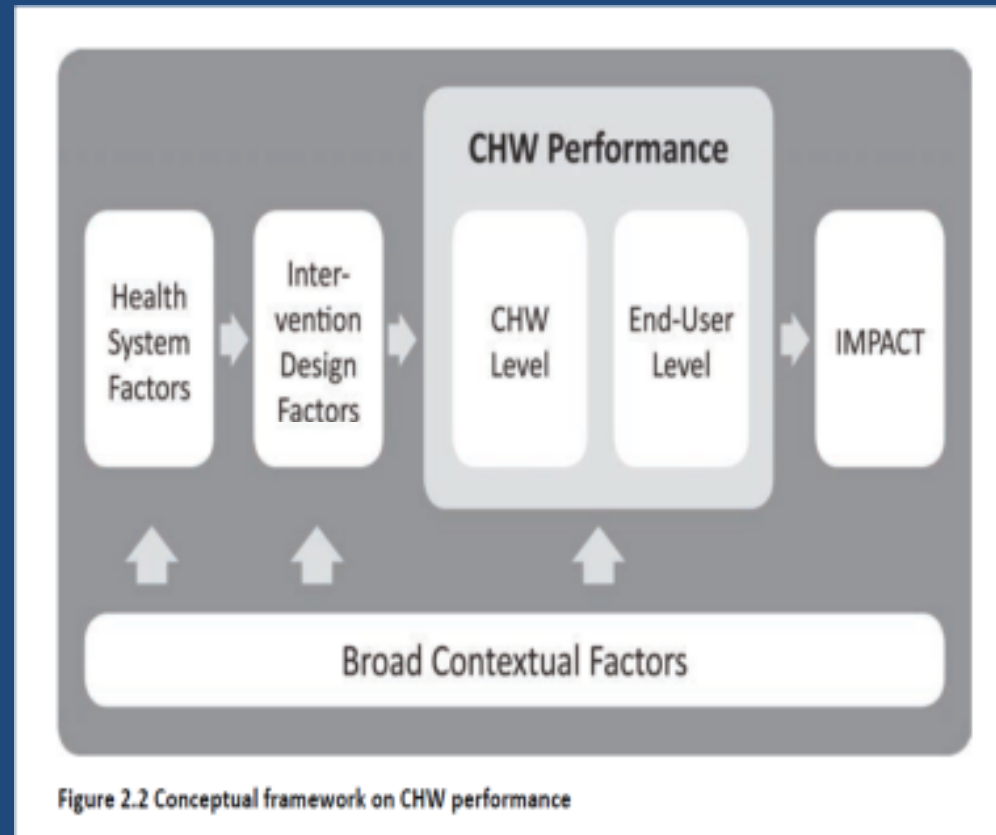 CHW Performance
Health
System
Factors
Inter-
vention
Design
Factors
CHW
Level
End-User
Level
IMPACT
Broad Contextual Factors
Figure 2.2 Conceptual framework on CHW performance